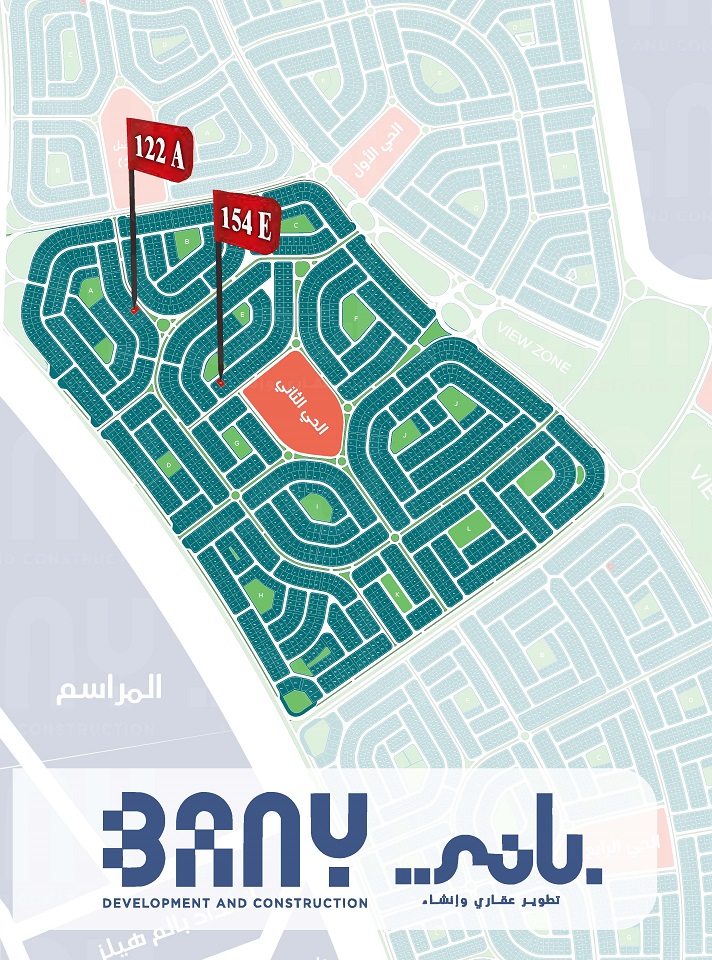 الحي الأول
122 A
154 E
C
B
A
E
F
VIEW ZONE
الحي الثاني
J
J
G
D
I
L
H
K
المراسم
BANY
DEVELOPMENT AND CONSTRUCTION
باني..
تطوير عقاري وإنشاء